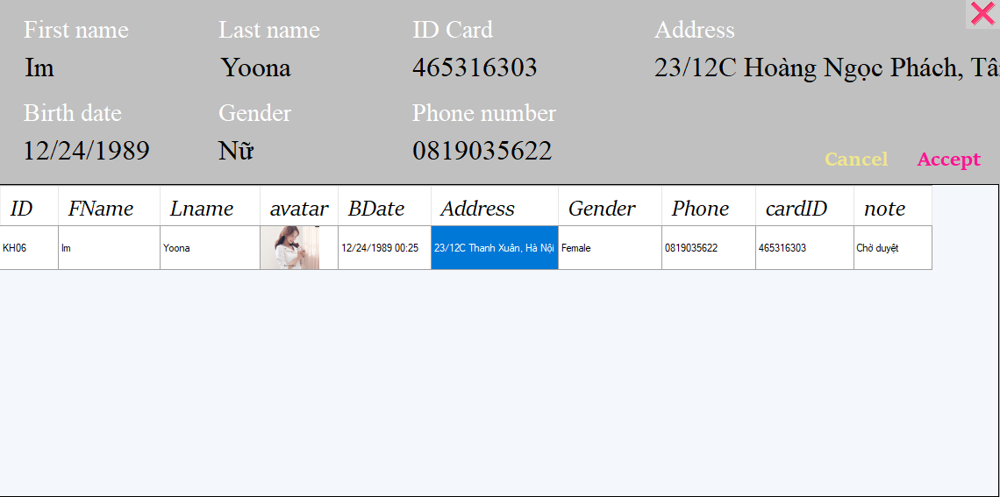 First name Last name ID Card Address
Im Yoona 465316303 23/12C Hoàng Ngọc Phách, Tâ
Birth date Gender Phone number
12/24/1989 Nữ 0819035622
Cancel Accept
ID FName Lname avatar BDate Address Gender Phone cardID note
KH06 Im Yoona 12/24/1989 00:25 23/12C Thanh Xuân, Hà Nội Female 0819035622 465316303 Chờ duyệt